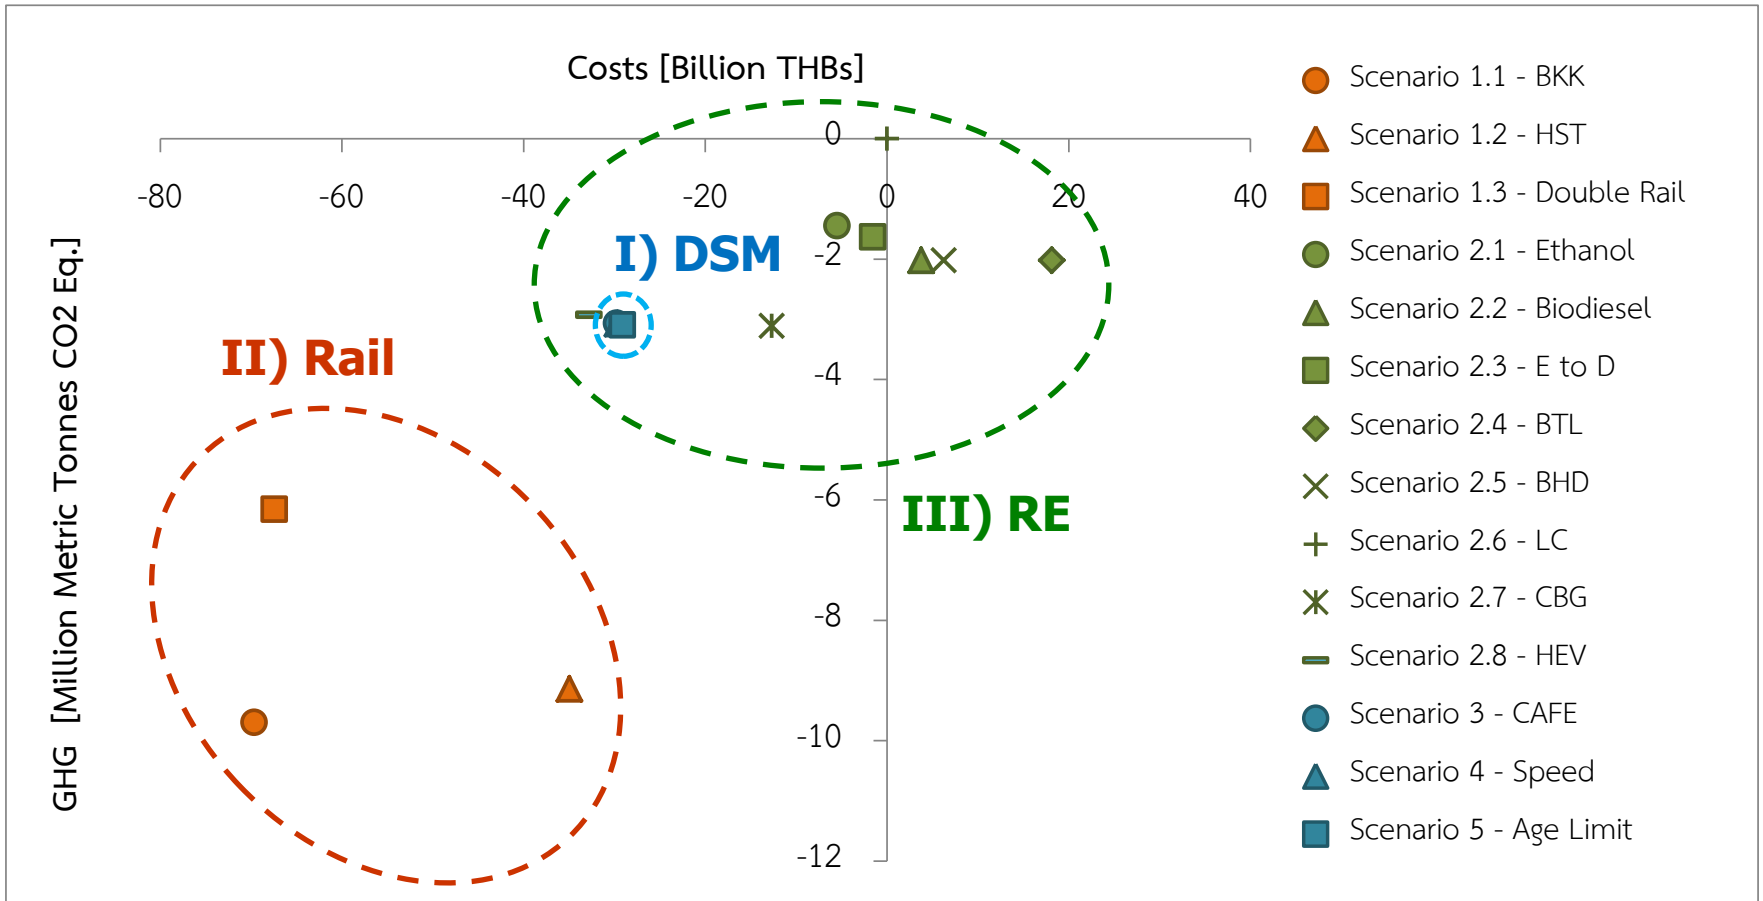 Costs [Billion THBs]
0
-80
-60
-40
-20
0
20
40
-2
-4
-6
-8
-10
-12
GHG [Million Metric Tonnes CO2 Eq.]
I) DSM
II) Rail
III) RE
Scenario 1.1 - BKK
Scenario 1.2 - HST
Scenario 1.3 - Double Rail
Scenario 2.1 - Ethanol
Scenario 2.2 - Biodiesel
Scenario 2.3 - E to D
Scenario 2.4 - BTL
Scenario 2.5 - BHD
Scenario 2.6 - LC
Scenario 2.7 - CBG
Scenario 2.8 - HEV
Scenario 3 - CAFE
Scenario 4 - Speed
Scenario 5 - Age Limit